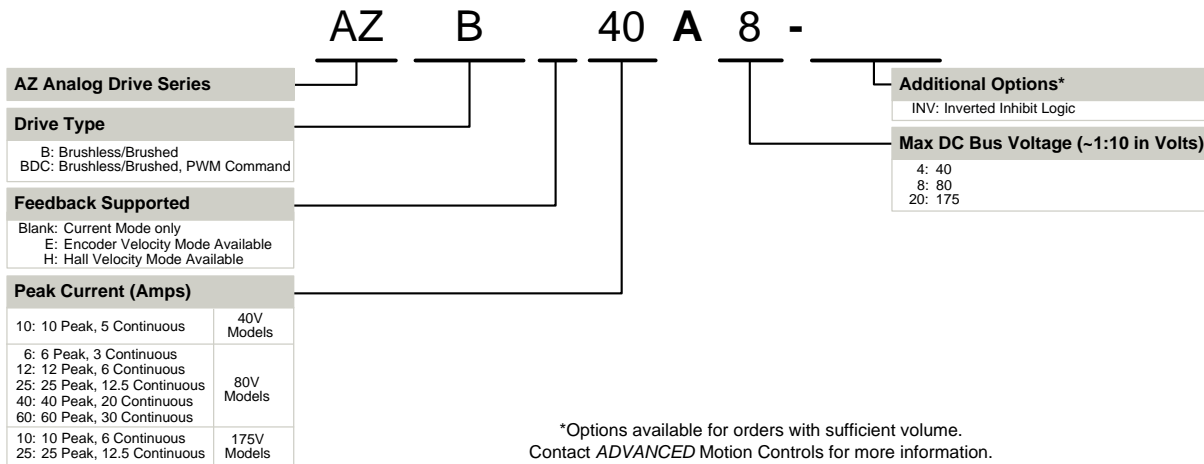 AZ B 40 A 8 -
AZ Analog Drive Series
Drive Type
B: Brushless/Brushed
BDC: Brushless/Brushed, PWM Command
Feedback Supported
Blank: Current Mode only
E: Encoder Velocity Mode Available
H: Hall Velocity Mode Available
Peak Current (Amps)
10: 10 Peak, 5 Continuous
40V
Models
6: 6 Peak, 3 Continuous
12: 12 Peak, 6 Continuous
25: 25 Peak, 12.5 Continuous
40: 40 Peak, 20 Continuous
60: 60 Peak, 30 Continuous
80V
Models
10: 10 Peak, 6 Continuous
25: 25 Peak, 12.5 Continuous
175V
Models
Additional Options*
INV: Inverted Inhibit Logic
Max DC Bus Voltage (~1:10 in Volts)
4: 40
8: 80
20: 175
*Options available for orders with sufficient volume.
Contact ADVANCED Motion Controls for more information.